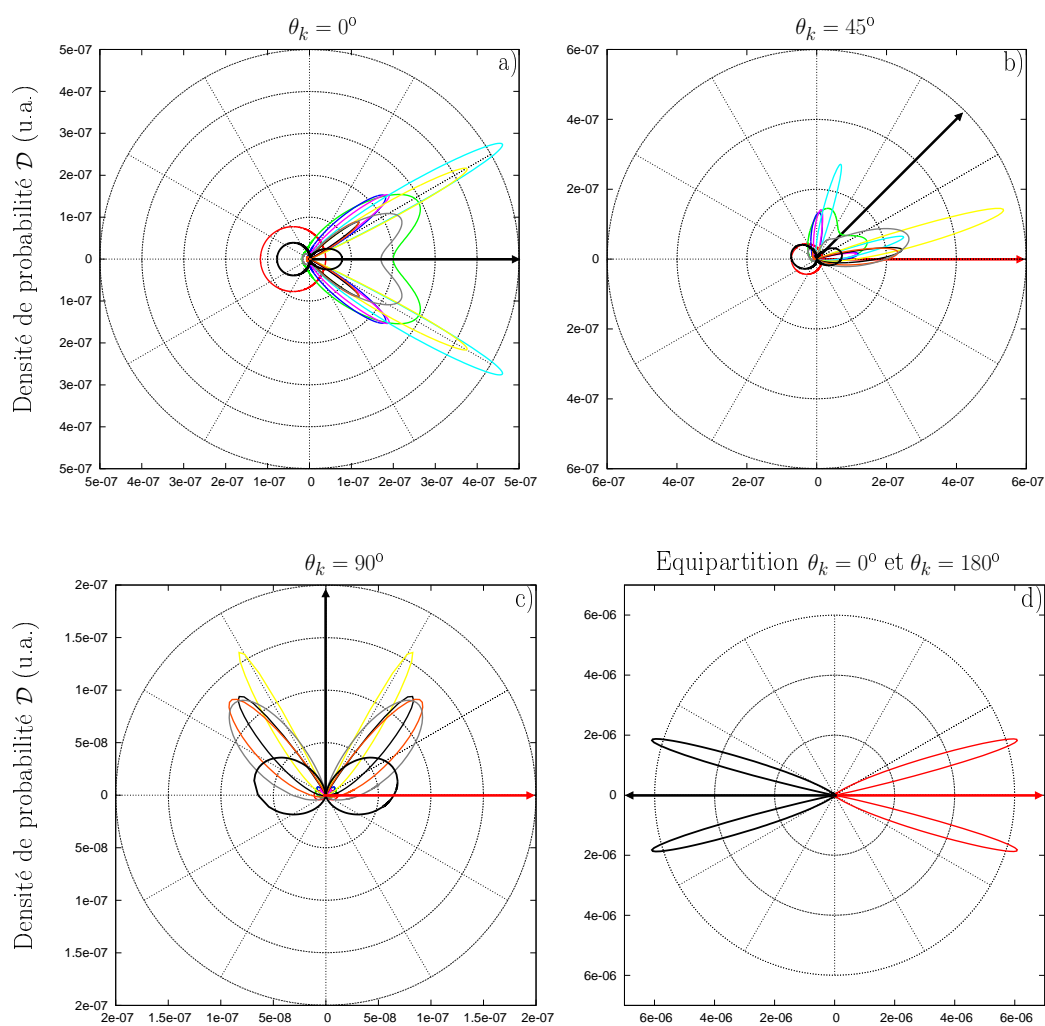 θ_k = 0° θ_k = 45°
Densité de probabilité 𝒟 (u.a.)
a)
5e-07
4e-07
3e-07
2e-07
1e-07
0
1e-07
2e-07
3e-07
4e-07
5e-07
5e-07 4e-07 3e-07 2e-07 1e-07 0 1e-07 2e-07 3e-07 4e-07 5e-07
b)
6e-07
4e-07
2e-07
0
2e-07
4e-07
6e-07
6e-07 4e-07 2e-07 0 2e-07 4e-07 6e-07
θ_k = 90°
Densité de probabilité 𝒟 (u.a.)
c)
2e-07
1.5e-07
1e-07
5e-08
0
5e-08
1e-07
1.5e-07
2e-07
2e-07 1.5e-07 1e-07 5e-08 0 5e-08 1e-07 1.5e-07 2e-07
Equipartition θ_k = 0° et θ_k = 180°
d)
6e-06
4e-06
2e-06
0
2e-06
4e-06
6e-06
6e-06 4e-06 2e-06 0 2e-06 4e-06 6e-06